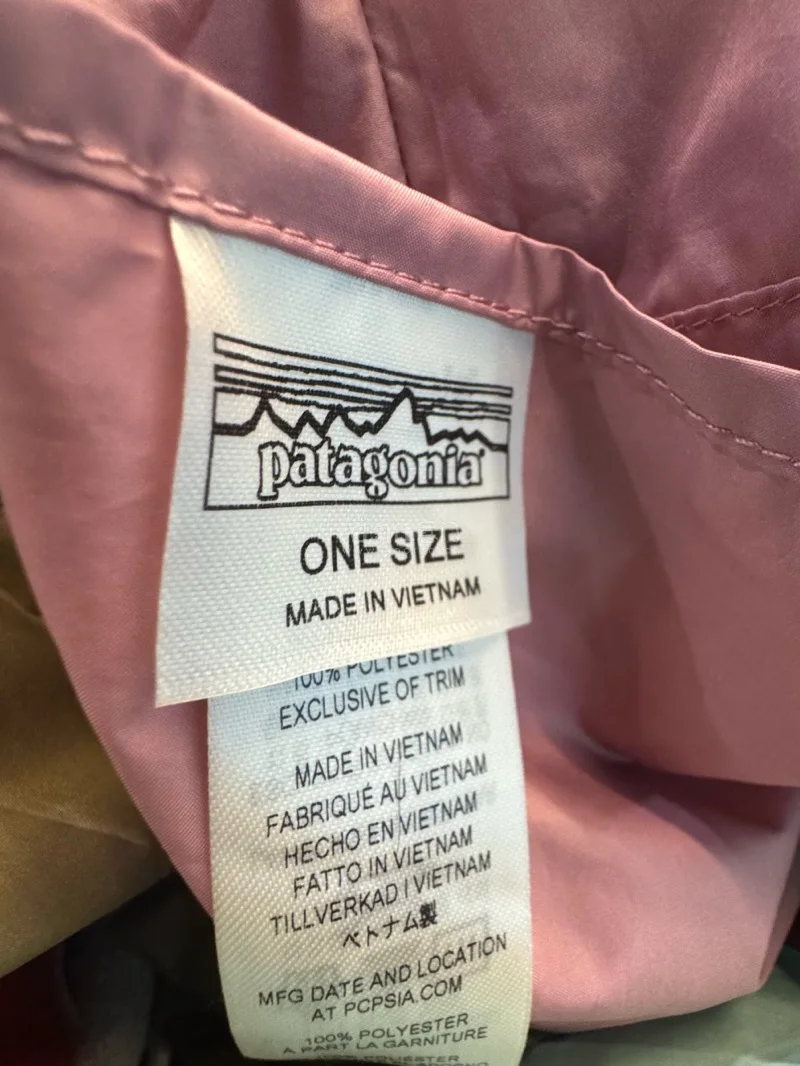 patagonia
ONE SIZE
MADE IN VIETNAM
100% POLYESTER
EXCLUSIVE OF TRIM
MADE IN VIETNAM
FABRIQUÉ AU VIETNAM
HECHO EN VIETNAM
FATTO IN VIETNAM
TILLVERKAD I VIETNAM
ベトナム製
MFG DATE AND LOCATION
AT PCPSIA.COM
100% POLYESTER
A PART LA GARNITURE